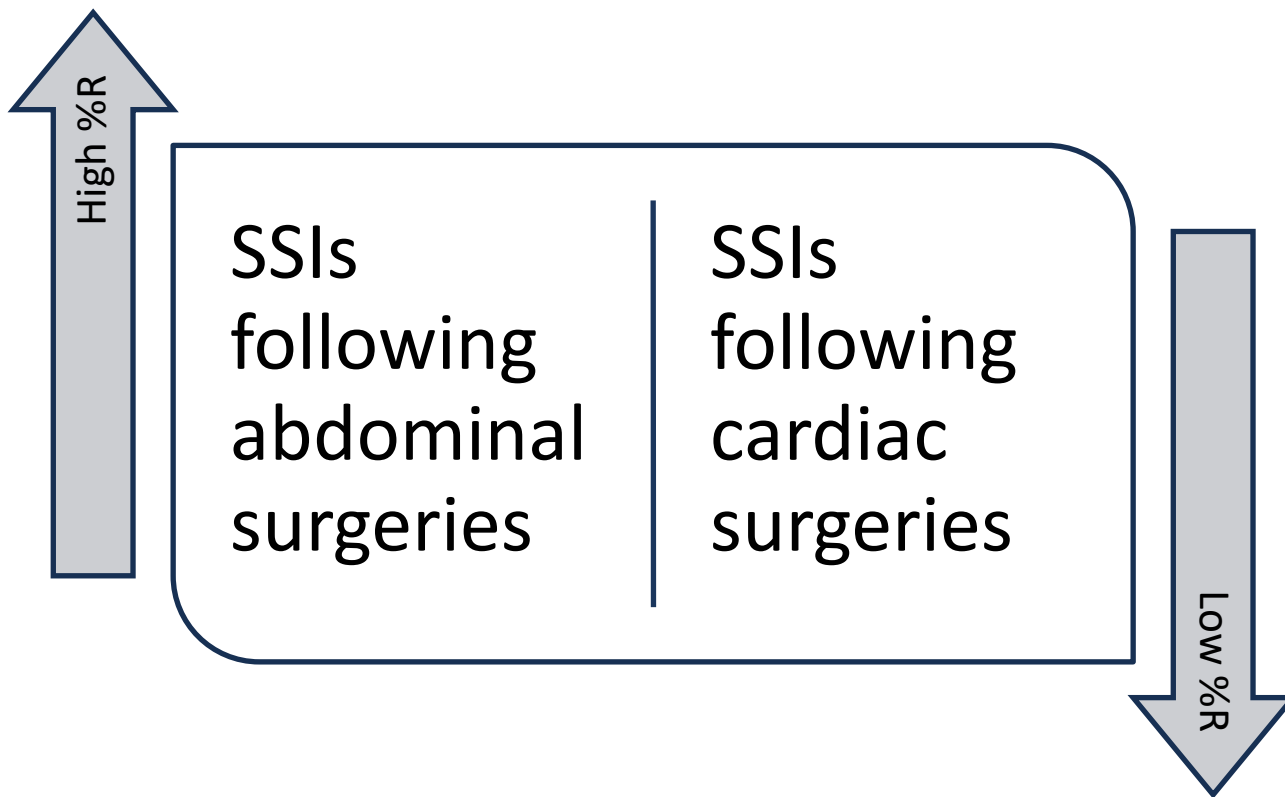 High %R
SSIs
following
abdominal
surgeries
SSIs
following
cardiac
surgeries
Low %R